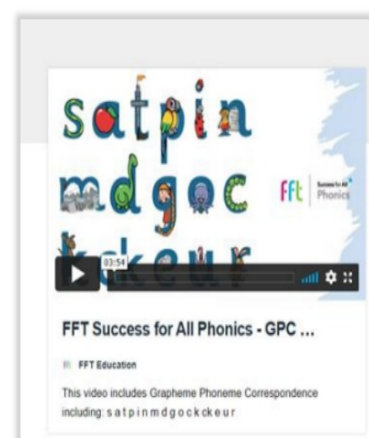 satpin
mdgoc
kckeur
FFt Success for All Phonics
03:54
FFT Success for All Phonics - GPC ...
FFT Education
This video includes Grapheme Phoneme Correspondence
including: s a t p i n m d g o c k ck e u r